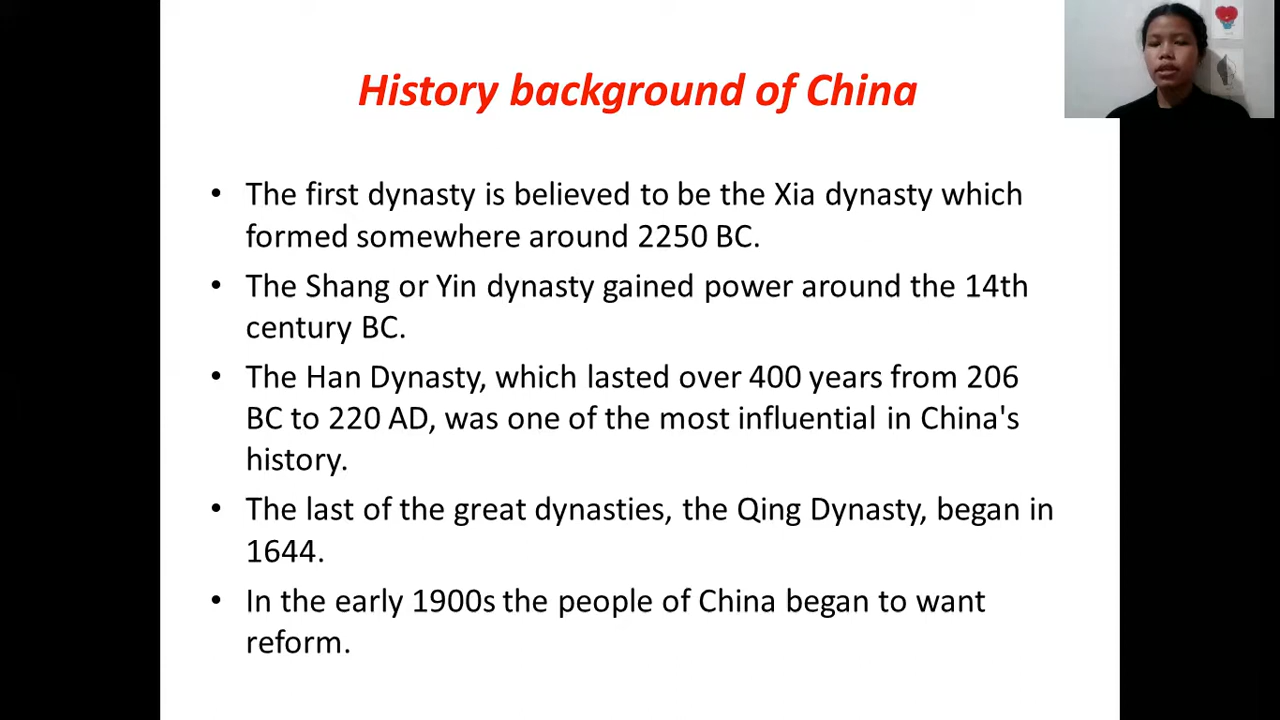 History background of China
• The first dynasty is believed to be the Xia dynasty which
formed somewhere around 2250 BC.
• The Shang or Yin dynasty gained power around the 14th
century BC.
• The Han Dynasty, which lasted over 400 years from 206
BC to 220 AD, was one of the most influential in China's
history.
• The last of the great dynasties, the Qing Dynasty, began in
1644.
• In the early 1900s the people of China began to want
reform.